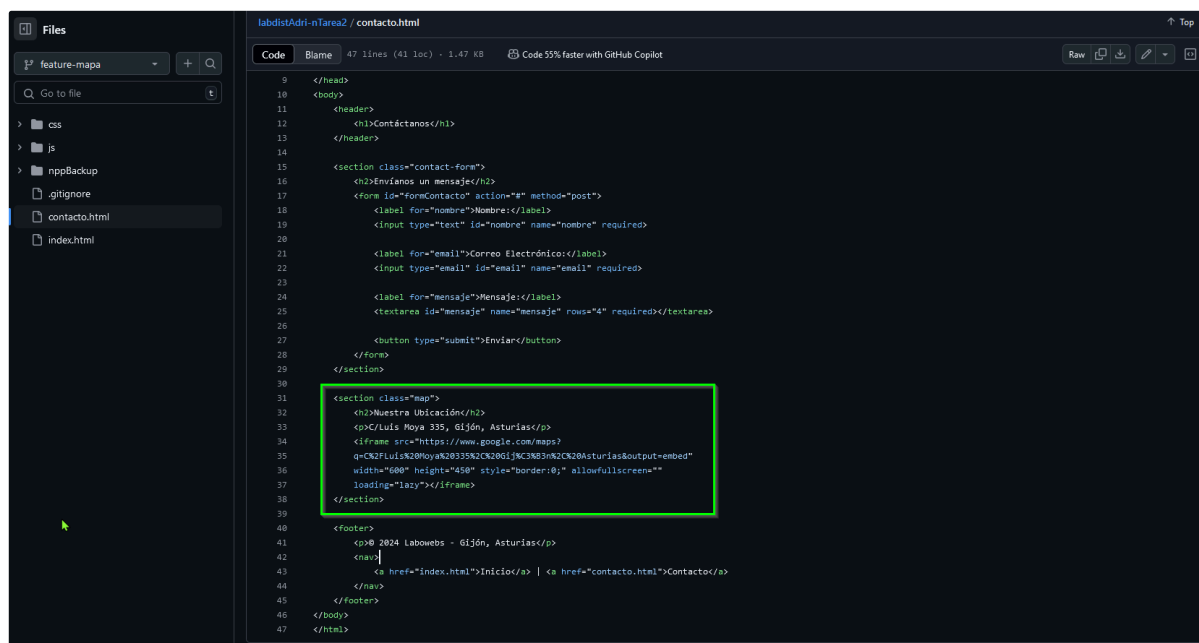 Files
feature-mapa
Go to file
t
css
js
nppBackup
.gitignore
contacto.html
index.html
labdistAdri-nTarea2 / contacto.html
Top
Code Blame 47 lines (41 loc) · 1.47 KB Code 55% faster with GitHub Copilot
Raw
9 </head>
10 <body>
11 <header>
12 <h1>Contáctanos</h1>
13 </header>
14
15 <section class="contact-form">
16 <h2>Envíanos un mensaje</h2>
17 <form id="formContacto" action="#" method="post">
18 <label for="nombre">Nombre:</label>
19 <input type="text" id="nombre" name="nombre" required>
20
21 <label for="email">Correo Electrónico:</label>
22 <input type="email" id="email" name="email" required>
23
24 <label for="mensaje">Mensaje:</label>
25 <textarea id="mensaje" name="mensaje" rows="4" required></textarea>
26
27 <button type="submit">Enviar</button>
28 </form>
29 </section>
30
31 <section class="map">
32 <h2>Nuestra Ubicación</h2>
33 <p>C/Luis Moya 335, Gijón, Asturias</p>
34 <iframe src="https://www.google.com/maps?
35 q=C%2FLuis%20Moya%20335%2C%20Gij%C3%B3n%2C%20Asturias&output=embed"
36 width="600" height="450" style="border:0;" allowfullscreen=""
37 loading="lazy"></iframe>
38 </section>
39
40 <footer>
41 <p>© 2024 Labowebs - Gijón, Asturias</p>
42 <nav>
43 <a href="index.html">Inicio</a> | <a href="contacto.html">Contacto</a>
44 </nav>
45 </footer>
46 </body>
47 </html>